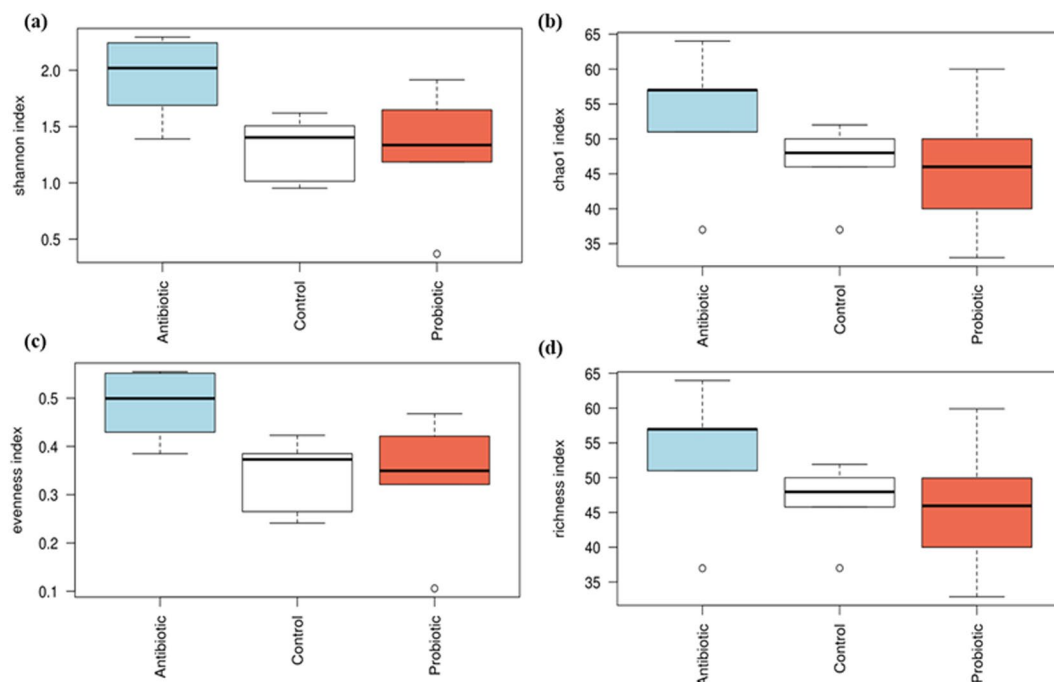 (a)
shannon index
2.0
1.5
1.0
0.5
Antibiotic
Control
Probiotic
(b)
chao1 index
65
60
55
50
45
40
35
Antibiotic
Control
Probiotic
(c)
evenness index
0.5
0.4
0.3
0.2
0.1
Antibiotic
Control
Probiotic
(d)
richness index
65
60
55
50
45
40
35
Antibiotic
Control
Probiotic